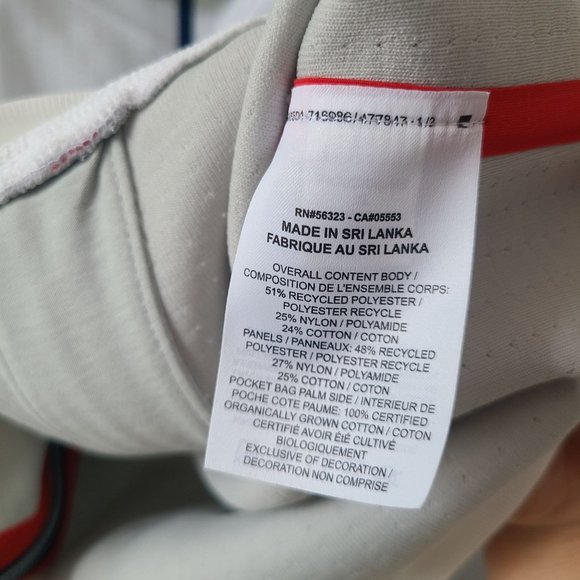 RN#56323 - CA#05553
MADE IN SRI LANKA
FABRIQUE AU SRI LANKA
OVERALL CONTENT BODY /
COMPOSITION DE L'ENSEMBLE CORPS:
51% RECYCLED POLYESTER /
POLYESTER RECYCLE
25% NYLON / POLYAMIDE
24% COTTON / COTON
PANELS / PANNEAUX: 48% RECYCLED
POLYESTER / POLYESTER RECYCLE
27% NYLON / POLYAMIDE
25% COTTON / COTON
POCKET BAG PALM SIDE / INTERIEUR DE
POCHE COTE PAUME: 100% CERTIFIED
ORGANICALLY GROWN COTTON / COTON
CERTIFIÉ AVOIR ÉTÉ CULTIVÉ
BIOLOGIQUEMENT
EXCLUSIVE OF DECORATION /
DECORATION NON COMPRISE